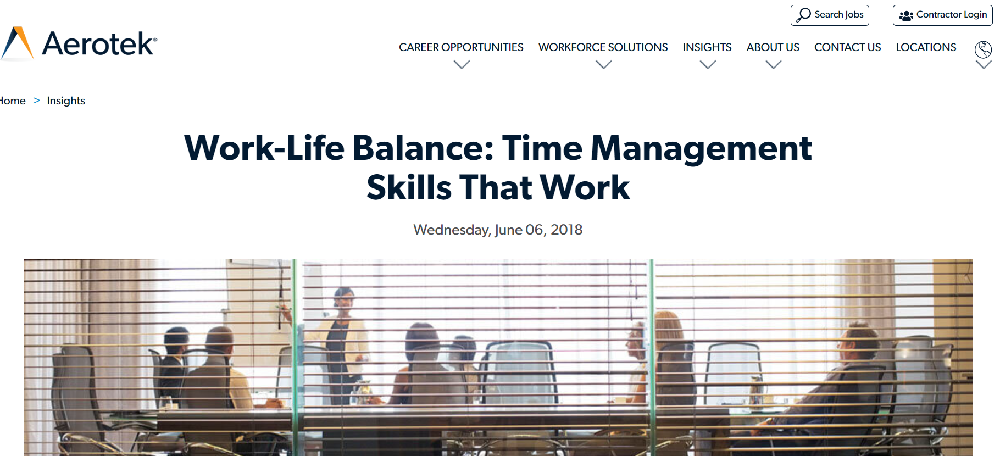 Search Jobs
Contractor Login
Aerotek®
CAREER OPPORTUNITIES
WORKFORCE SOLUTIONS
INSIGHTS
ABOUT US
CONTACT US
LOCATIONS
Home > Insights
Work-Life Balance: Time Management
Skills That Work
Wednesday, June 06, 2018